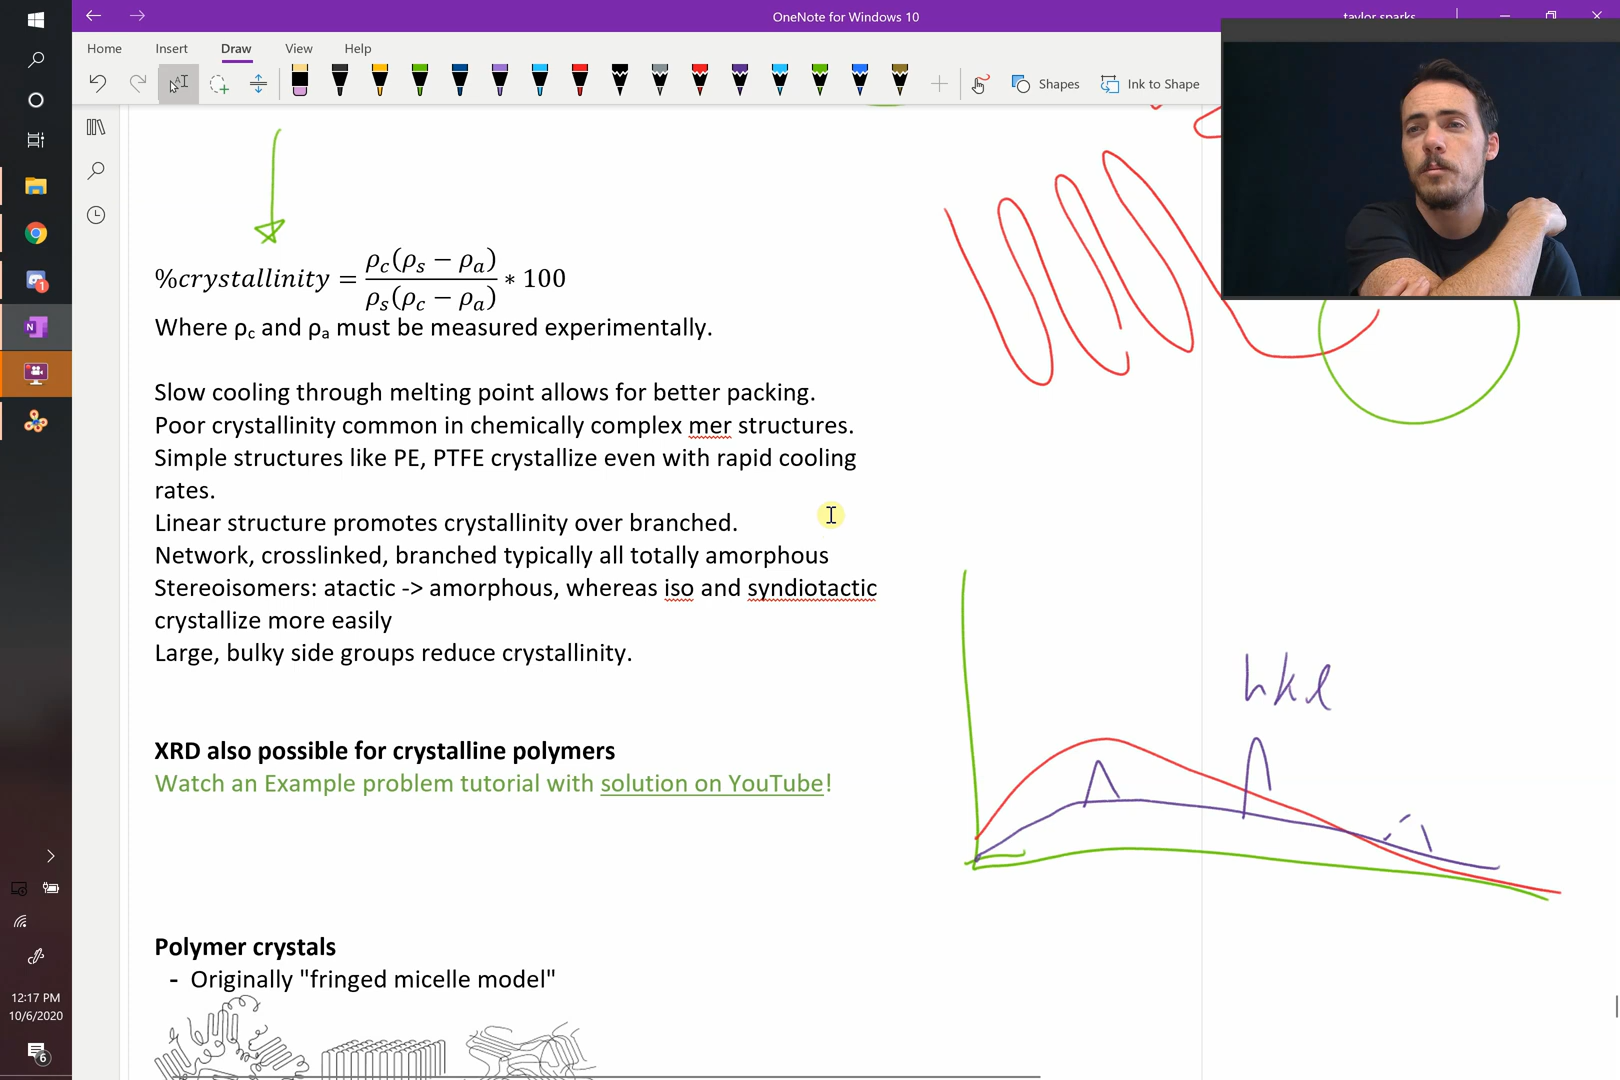 OneNote for Windows 10
taylor sparks
Home Insert Draw View Help
Shapes
Ink to Shape
%crystallinity = ρc(ρs − ρa) / ρs(ρc − ρa) * 100
Where ρc and ρa must be measured experimentally.
Slow cooling through melting point allows for better packing.
Poor crystallinity common in chemically complex mer structures.
Simple structures like PE, PTFE crystallize even with rapid cooling
rates.
Linear structure promotes crystallinity over branched.
Network, crosslinked, branched typically all totally amorphous
Stereoisomers: atactic -> amorphous, whereas iso and syndiotactic
crystallize more easily
Large, bulky side groups reduce crystallinity.
hkl
XRD also possible for crystalline polymers
Watch an Example problem tutorial with solution on YouTube!
Polymer crystals
- Originally "fringed micelle model"
12:17 PM
10/6/2020
6
1